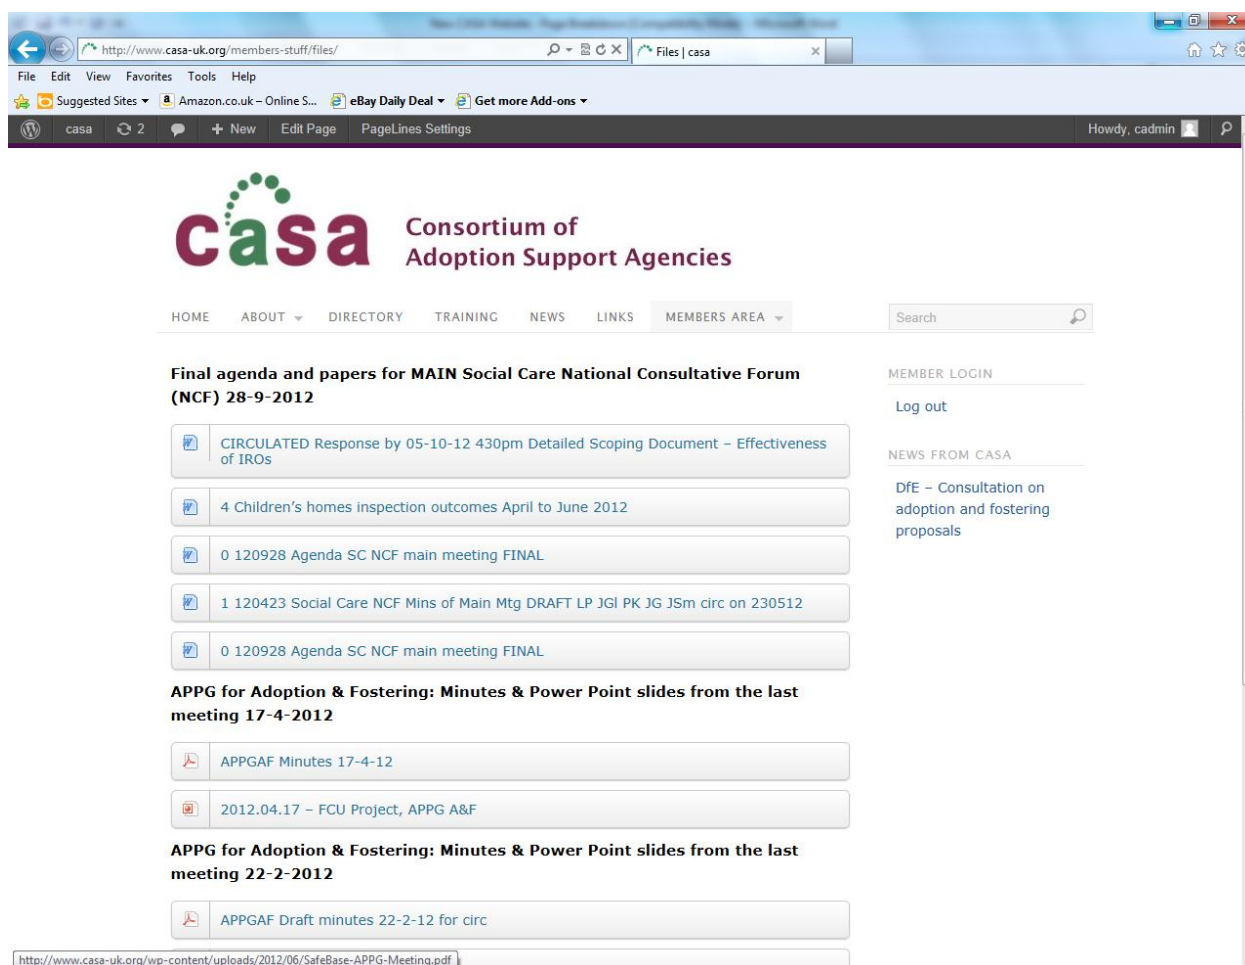 New CASA Website - Page Breakdown [Compatibility Mode] - Microsoft Word
http://www.casa-uk.org/members-stuff/files/
Files | casa
File Edit View Favorites Tools Help
Suggested Sites Amazon.co.uk – Online S... eBay Daily Deal Get more Add-ons
casa 2 + New Edit Page PageLines Settings Howdy, cadmin
casa
Consortium of
Adoption Support Agencies
HOME ABOUT DIRECTORY TRAINING NEWS LINKS MEMBERS AREA Search
Final agenda and papers for MAIN Social Care National Consultative Forum
(NCF) 28-9-2012
CIRCULATED Response by 05-10-12 430pm Detailed Scoping Document – Effectiveness
of IROs
4 Children's homes inspection outcomes April to June 2012
0 120928 Agenda SC NCF main meeting FINAL
1 120423 Social Care NCF Mins of Main Mtg DRAFT LP JGl PK JG JSm circ on 230512
0 120928 Agenda SC NCF main meeting FINAL
APPG for Adoption & Fostering: Minutes & Power Point slides from the last
meeting 17-4-2012
APPGAF Minutes 17-4-12
2012.04.17 – FCU Project, APPG A&F
APPG for Adoption & Fostering: Minutes & Power Point slides from the last
meeting 22-2-2012
APPGAF Draft minutes 22-2-12 for circ
MEMBER LOGIN
Log out
NEWS FROM CASA
DfE – Consultation on
adoption and fostering
proposals
http://www.casa-uk.org/wp-content/uploads/2012/06/SafeBase-APPG-Meeting.pdf